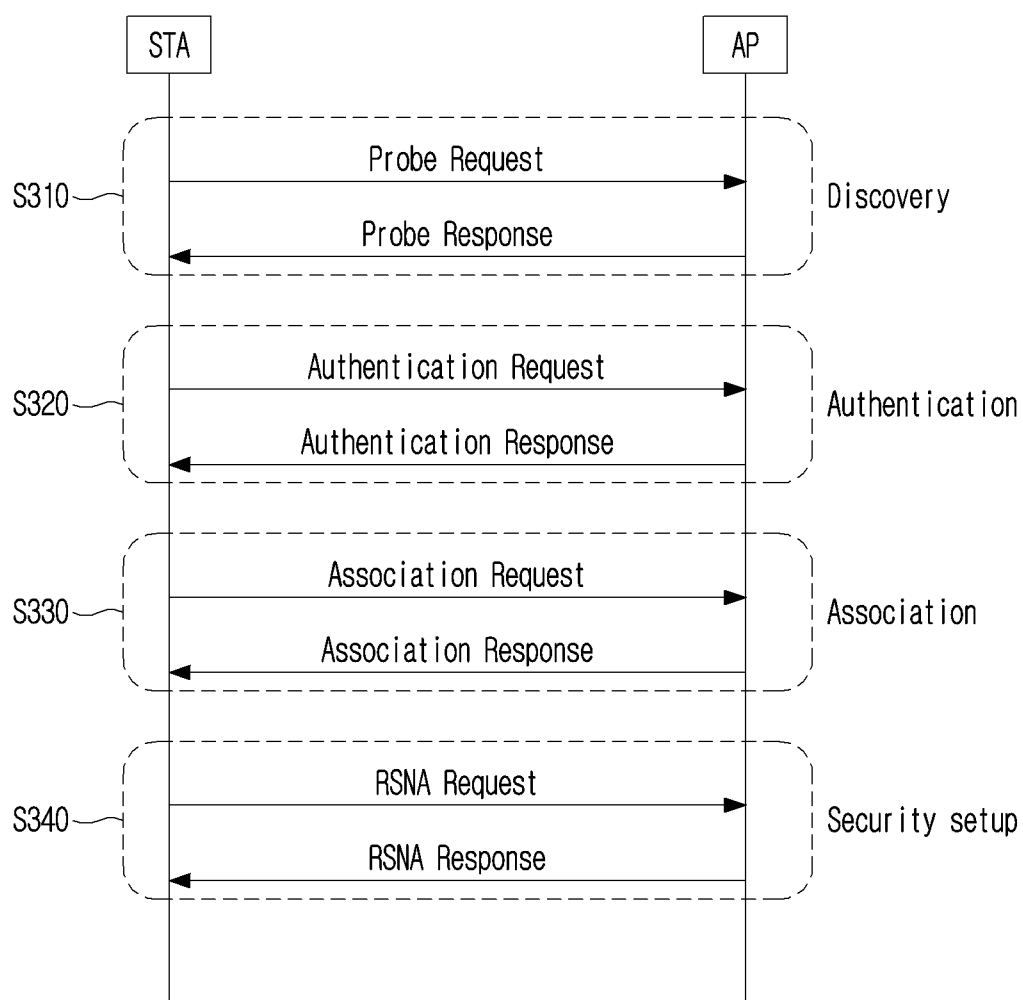 STA
AP
Probe Request
S310
Discovery
Probe Response
Authentication Request
S320
Authentication
Authentication Response
Association Request
S330
Association
Association Response
RSNA Request
S340
Security setup
RSNA Response